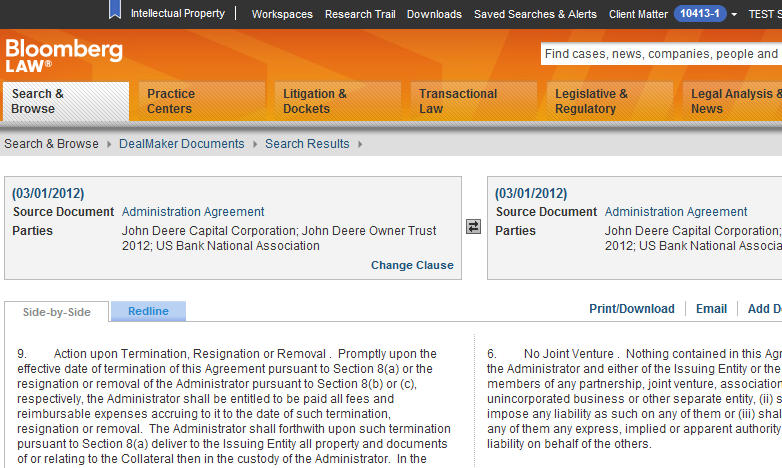 Intellectual Property Workspaces Research Trail Downloads Saved Searches & Alerts Client Matter 10413-1 TEST S
Bloomberg
LAW®
Find cases, news, companies, people and
Search & Browse
Practice Centers
Litigation & Dockets
Transactional Law
Legislative & Regulatory
Legal Analysis & News
Search & Browse DealMaker Documents Search Results
(03/01/2012)
Source Document Administration Agreement
Parties John Deere Capital Corporation; John Deere Owner Trust
2012; US Bank National Association
Change Clause
(03/01/2012)
Source Document Administration Agreement
Parties John Deere Capital Corporation;
2012; US Bank National Associa
Side-by-Side Redline Print/Download Email Add D
9. Action upon Termination, Resignation or Removal . Promptly upon the
effective date of termination of this Agreement pursuant to Section 8(a) or the
resignation or removal of the Administrator pursuant to Section 8(b) or (c),
respectively, the Administrator shall be entitled to be paid all fees and
reimbursable expenses accruing to it to the date of such termination,
resignation or removal. The Administrator shall forthwith upon such termination
pursuant to Section 8(a) deliver to the Issuing Entity all property and documents
of or relating to the Collateral then in the custody of the Administrator. In the
6. No Joint Venture . Nothing contained in this Ag
the Administrator and either of the Issuing Entity or the
members of any partnership, joint venture, association
unincorporated business or other separate entity, (ii) s
impose any liability as such on any of them or (iii) shal
any of them any express, implied or apparent authority
liability on behalf of the others.